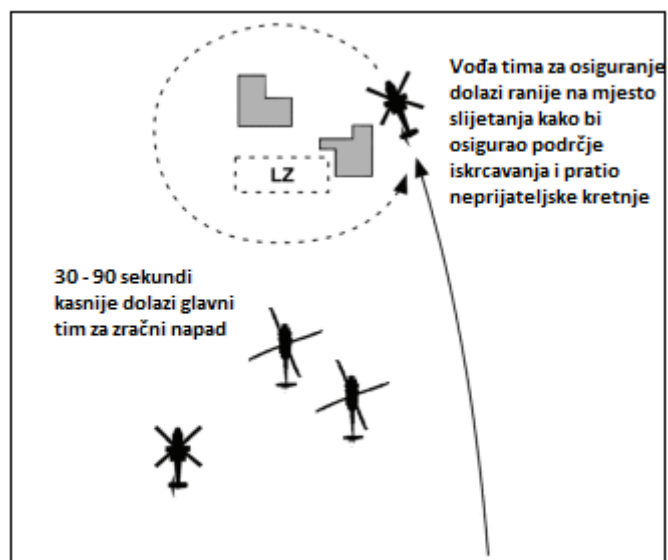 Vođa tima za osiguranje
dolazi ranije na mjesto
slijetanja kako bi
osigurao područje
iskrcavanja i pratio
neprijateljske kretnje
LZ
30 - 90 sekundi
kasnije dolazi glavni
tim za zračni napad